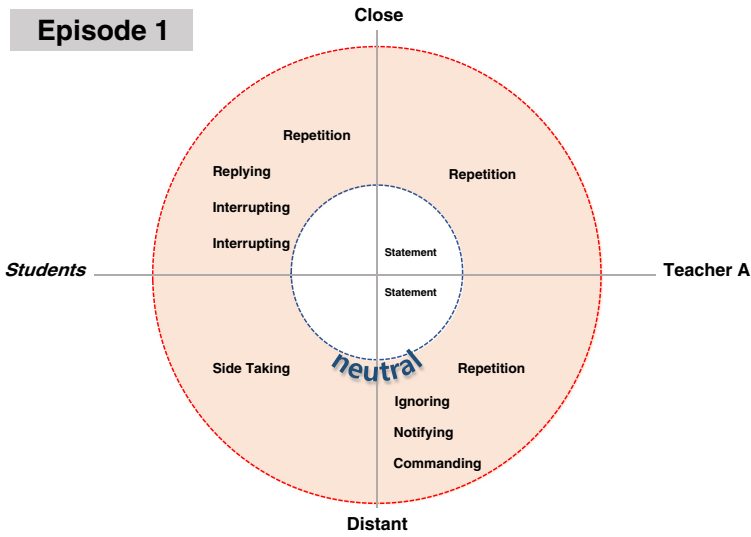 Close
Episode 1
Repetition
Replying
Repetition
Interrupting
Interrupting
Statement
Students
Teacher A
Statement
neutral
Side Taking
Repetition
Ignoring
Notifying
Commanding
Distant